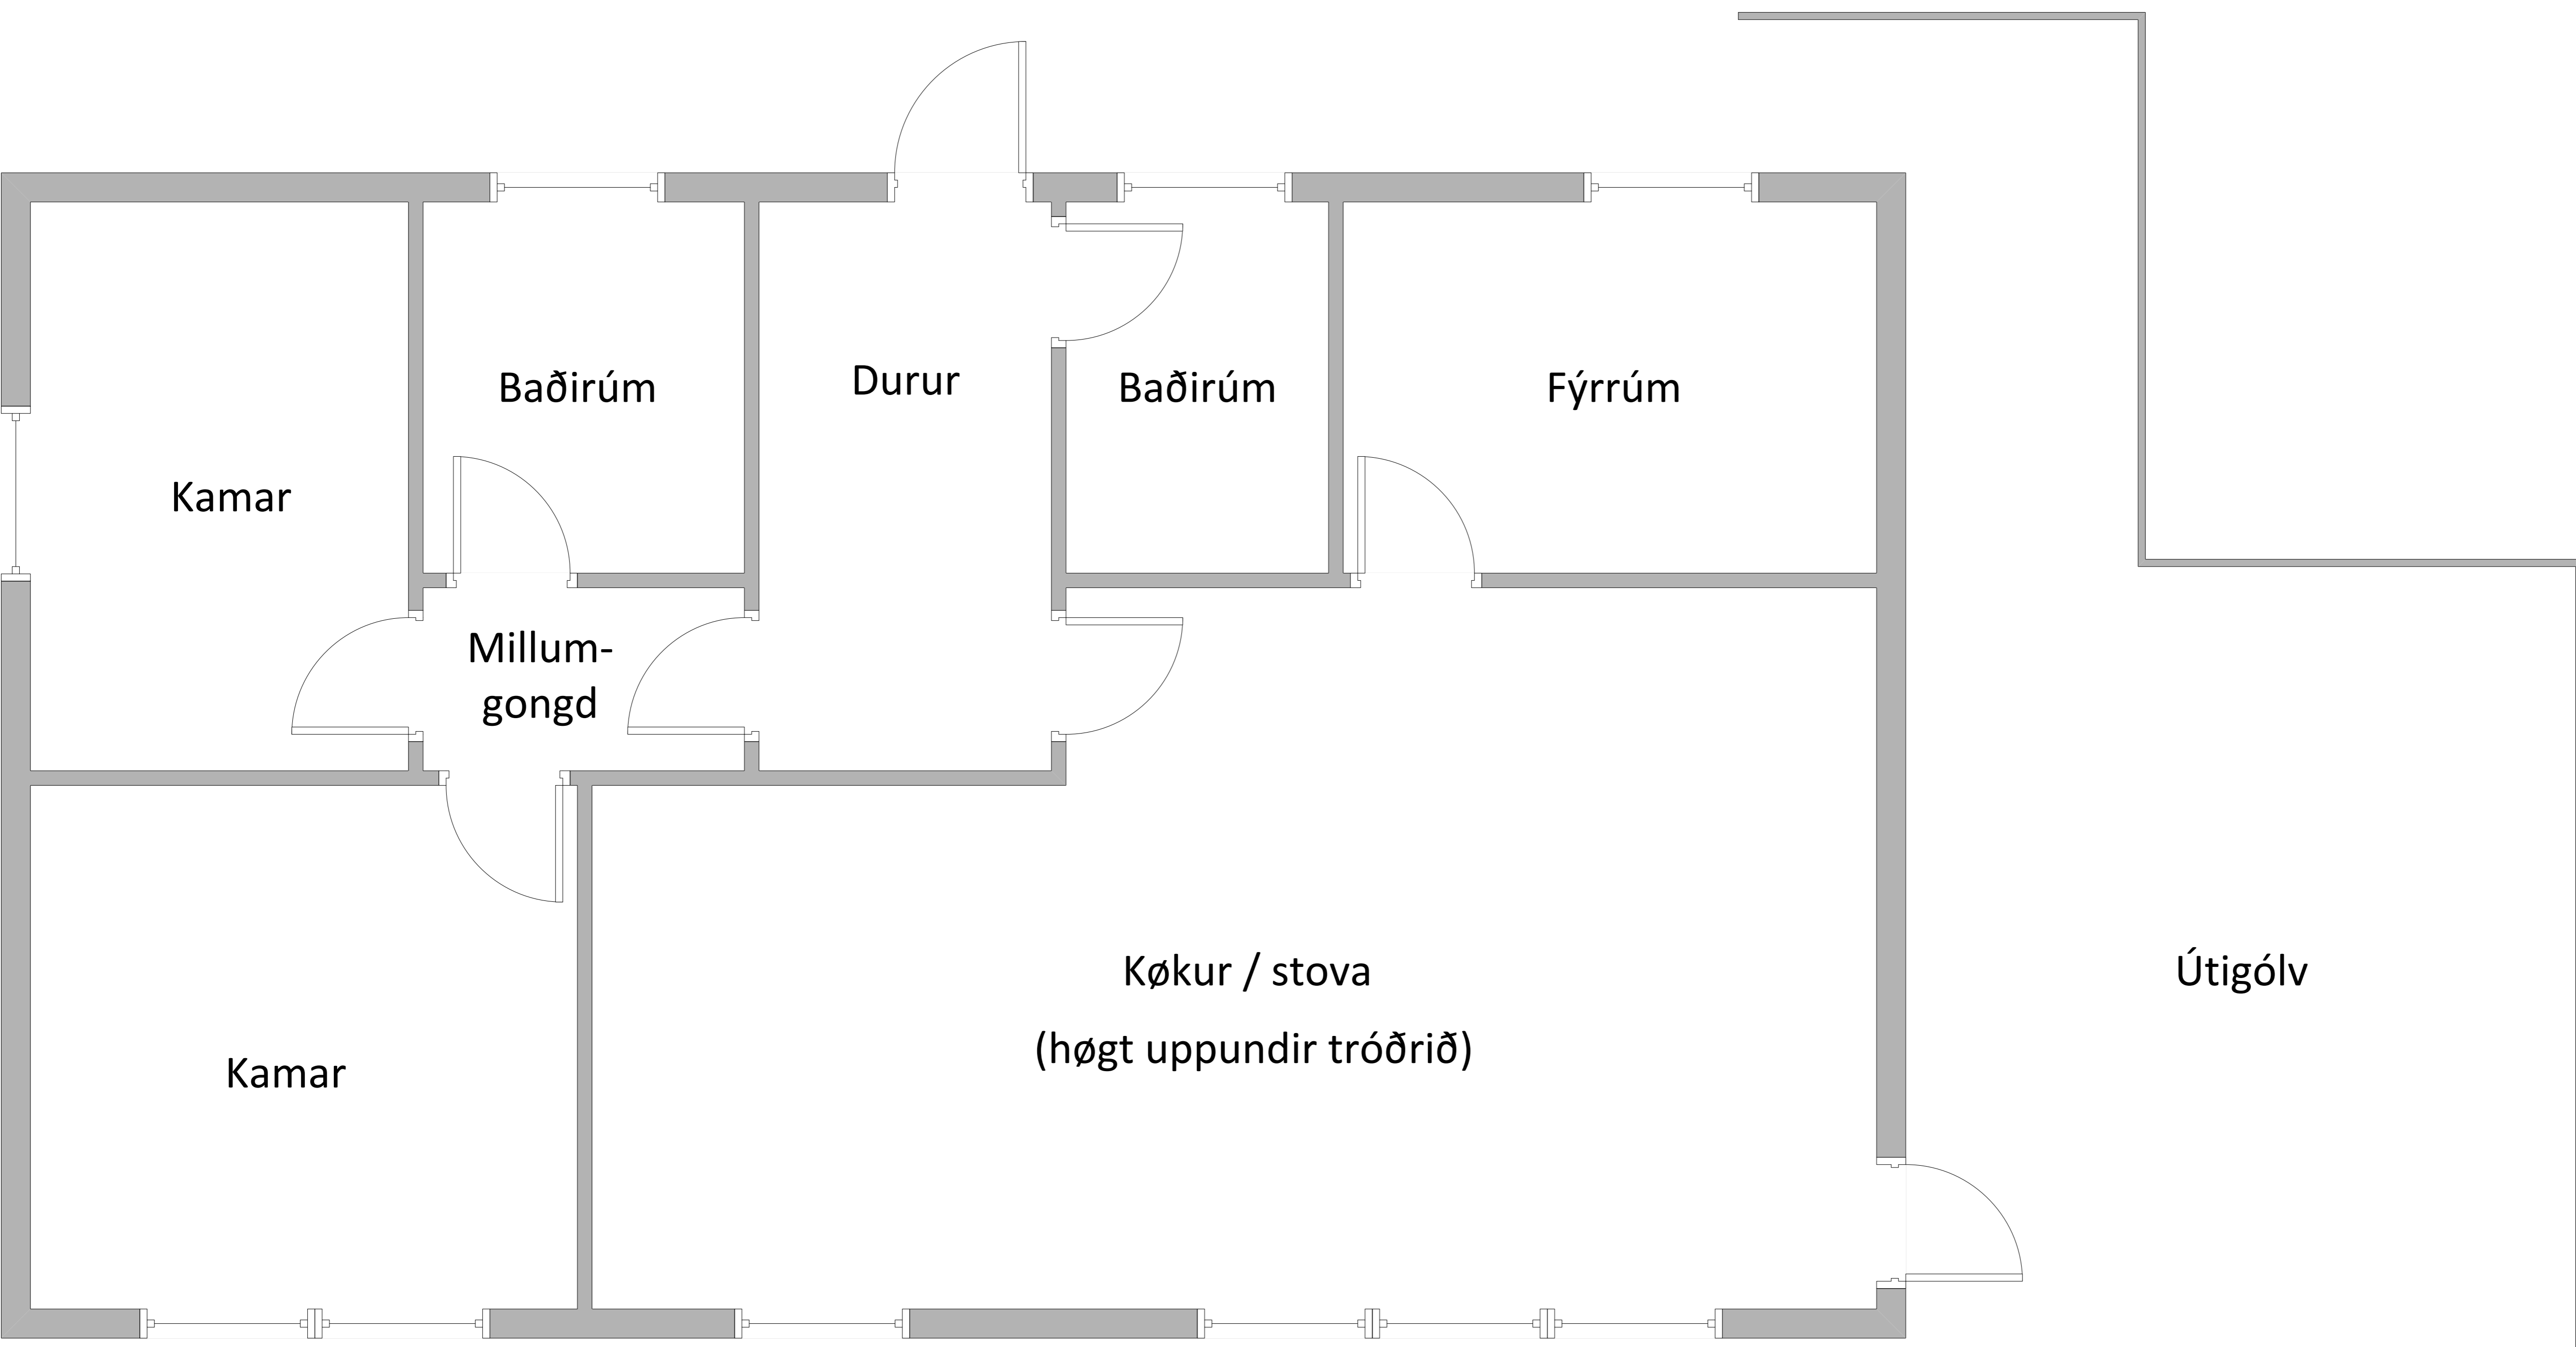 Baðirúm
Durur
Baðirúm
Fýrrúm
Kamar
Millum-
gongd
Køkur / stova
(høgt uppundir tróðrið)
Útigólv
Kamar